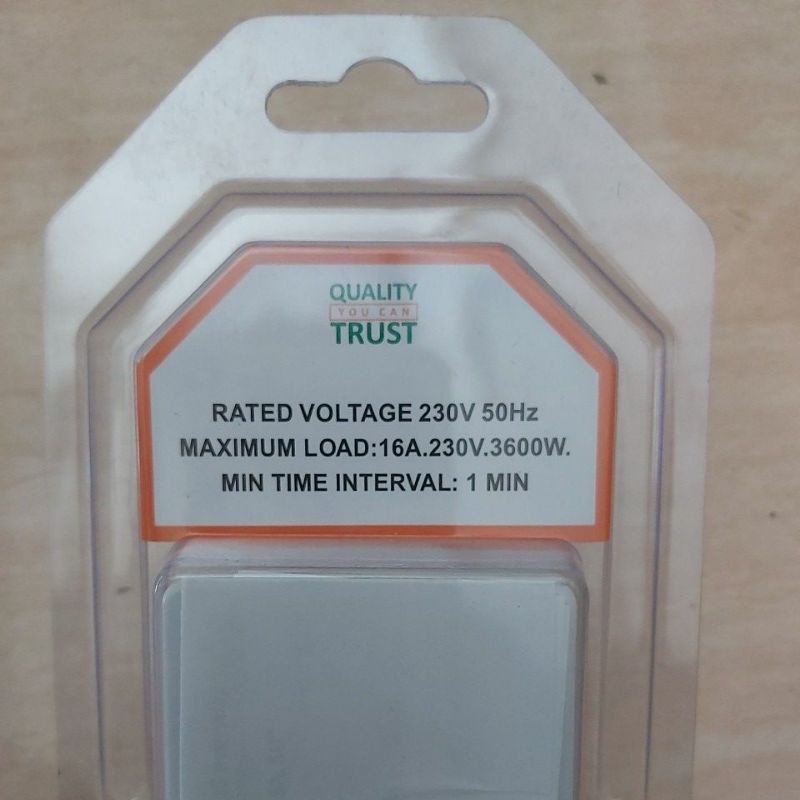 QUALITY
YOU CAN
TRUST
RATED VOLTAGE 230V 50Hz
MAXIMUM LOAD:16A.230V.3600W.
MIN TIME INTERVAL: 1 MIN